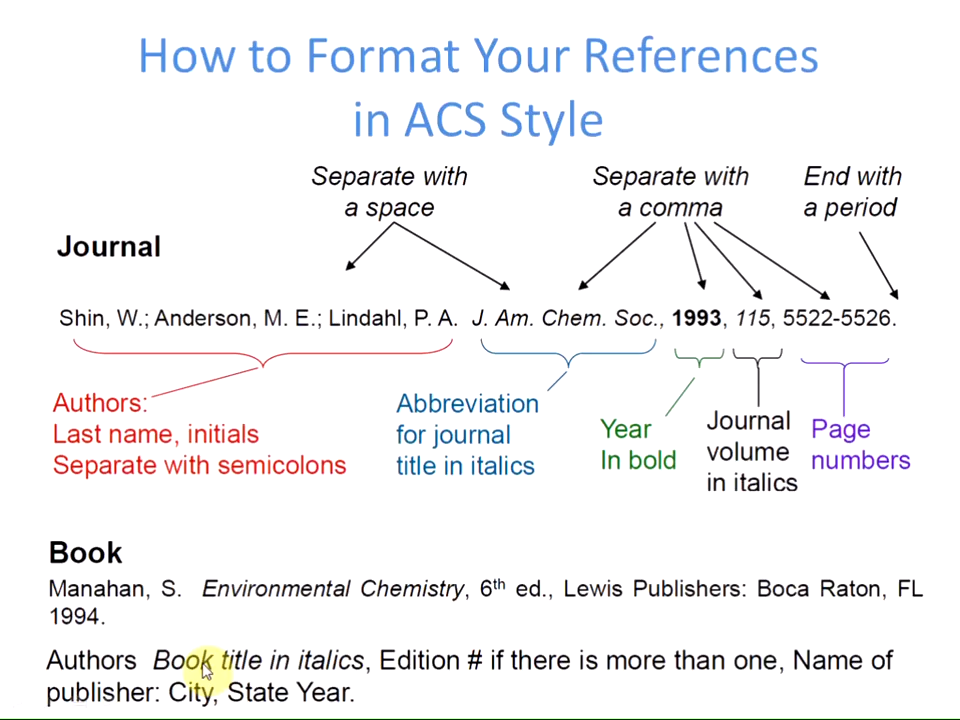 How to Format Your References
in ACS Style
Separate with
a space
Separate with
a comma
End with
a period
Journal
Shin, W.; Anderson, M. E.; Lindahl, P. A. J. Am. Chem. Soc., 1993, 115, 5522-5526.
Authors:
Last name, initials
Separate with semicolons
Abbreviation
for journal
title in italics
Year
In bold
Journal
volume
in italics
Page
numbers
Book
Manahan, S. Environmental Chemistry, 6th ed., Lewis Publishers: Boca Raton, FL
1994.
Authors Book title in italics, Edition # if there is more than one, Name of
publisher: City, State Year.